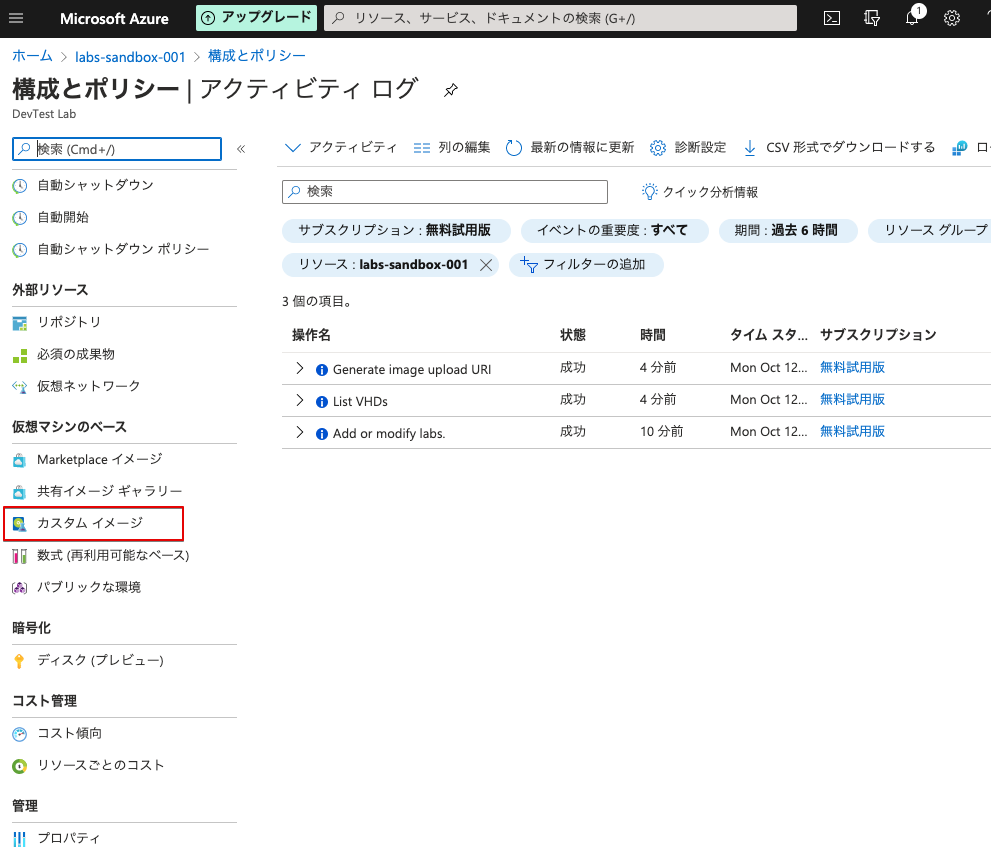 Microsoft Azure
アップグレード
リソース、サービス、ドキュメントの検索 (G+/)
1
ホーム > labs-sandbox-001 > 構成とポリシー
構成とポリシー | アクティビティ ログ
DevTest Lab
検索 (Cmd+/)
«
自動シャットダウン
自動開始
自動シャットダウン ポリシー
外部リソース
リポジトリ
必須の成果物
仮想ネットワーク
仮想マシンのベース
Marketplace イメージ
共有イメージ ギャラリー
カスタム イメージ
数式 (再利用可能なベース)
パブリックな環境
暗号化
ディスク (プレビュー)
コスト管理
コスト傾向
リソースごとのコスト
管理
プロパティ
アクティビティ 列の編集 最新の情報に更新 診断設定 CSV 形式でダウンロードする ロ
検索
クイック分析情報
サブスクリプション : 無料試用版 イベントの重要度 : すべて 期間 : 過去 6 時間 リソース グループ
リソース : labs-sandbox-001 フィルターの追加
3 個の項目。
操作名 状態 時間 タイム スタ... サブスクリプション
Generate image upload URI 成功 4 分前 Mon Oct 12... 無料試用版
List VHDs 成功 4 分前 Mon Oct 12... 無料試用版
Add or modify labs. 成功 10 分前 Mon Oct 12... 無料試用版